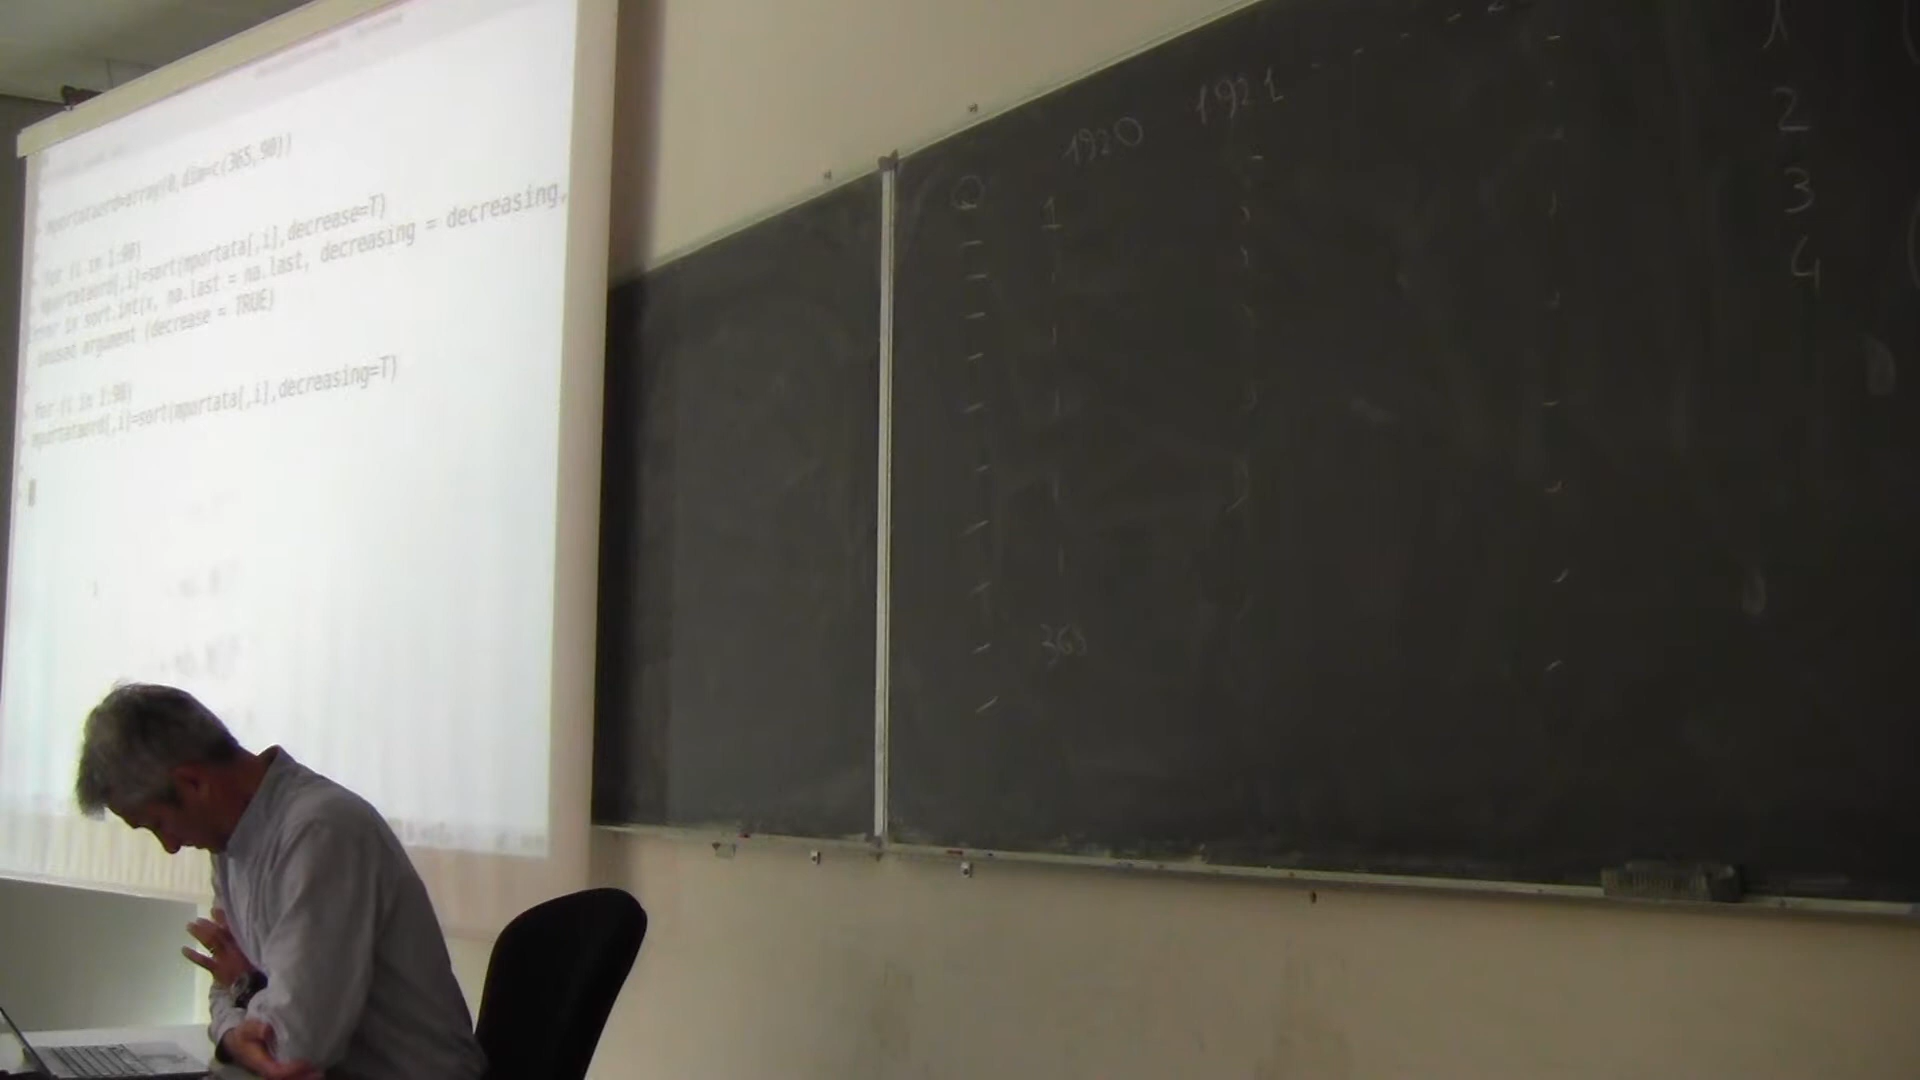 mportataord=array(0,dim=c(365,90))
for (i in 1:90)
mportataord[,i]=sort(mportata[,i],decrease=T)
Error in sort.int(x, na.last = na.last, decreasing = decreasing,
unused argument (decrease = TRUE)
for (i in 1:90)
mportataord[,i]=sort(mportata[,i],decreasing=T)
Q 1920 1921
1
365
1
2
3
4